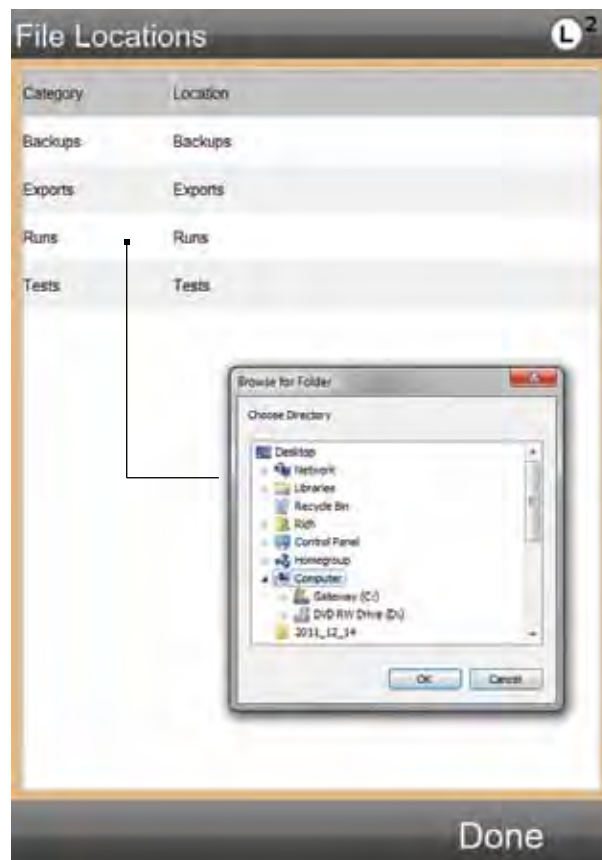 File Locations
L2
Category Location
Backups Backups
Exports Exports
Runs Runs
Tests Tests
Browse for Folder
Choose Directory
Desktop
Network
Libraries
Recycle Bin
Rich
Control Panel
Homegroup
Computer
Gateway (C:)
DVD RW Drive (D:)
2011_12_14
OK Cancel
Done